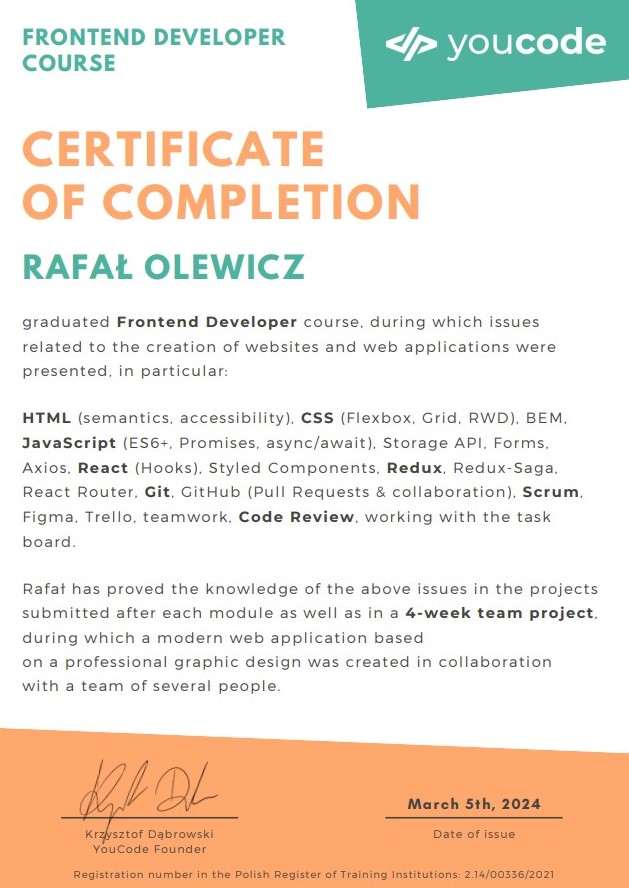 FRONTEND DEVELOPER
COURSE
youcode
CERTIFICATE
OF COMPLETION
RAFAŁ OLEWICZ
graduated Frontend Developer course, during which issues
related to the creation of websites and web applications were
presented, in particular:
HTML (semantics, accessibility), CSS (Flexbox, Grid, RWD), BEM,
JavaScript (ES6+, Promises, async/await), Storage API, Forms,
Axios, React (Hooks), Styled Components, Redux, Redux-Saga,
React Router, Git, GitHub (Pull Requests & collaboration), Scrum,
Figma, Trello, teamwork, Code Review, working with the task
board.
Rafał has proved the knowledge of the above issues in the projects
submitted after each module as well as in a 4-week team project,
during which a modern web application based
on a professional graphic design was created in collaboration
with a team of several people.
March 5th, 2024
Krzysztof Dąbrowski
YouCode Founder
Date of issue
Registration number in the Polish Register of Training Institutions: 2.14/00336/2021